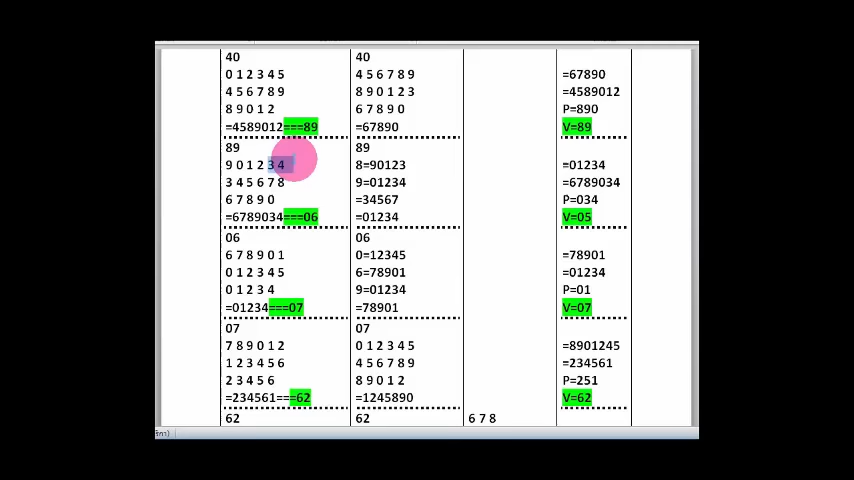 40
0 1 2 3 4 5
4 5 6 7 8 9
8 9 0 1 2
=4589012===89
89
9 0 1 2 3 4
3 4 5 6 7 8
6 7 8 9 0
=6789034===06
06
6 7 8 9 0 1
0 1 2 3 4 5
0 1 2 3 4
=01234===07
07
7 8 9 0 1 2
1 2 3 4 5 6
2 3 4 5 6
=234561===62
62
40
4 5 6 7 8 9
8 9 0 1 2 3
6 7 8 9 0
=67890
89
8=90123
9=01234
=34567
=01234
06
0=12345
6=78901
9=01234
=78901
07
0 1 2 3 4 5
4 5 6 7 8 9
8 9 0 1 2
=1245890
62
6 7 8
=67890
=4589012
P=890
V=89
=01234
=6789034
P=034
V=05
=78901
=01234
P=01
V=07
=8901245
=234561
P=251
V=62